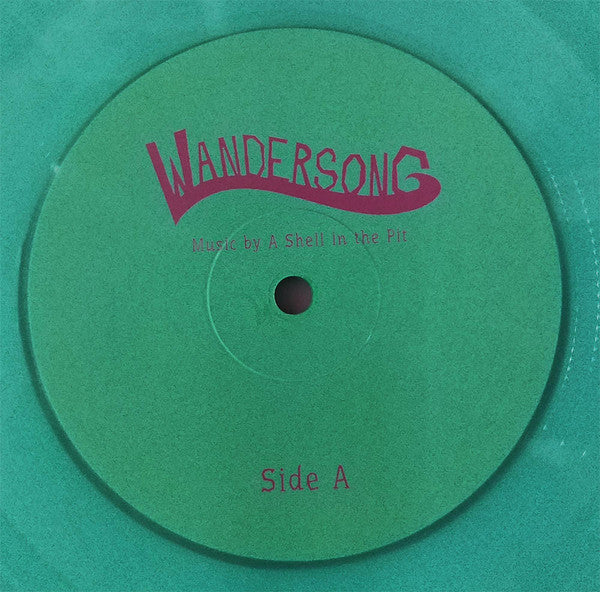 WANDERSONG
Music by A Shell in the Pit
Side A